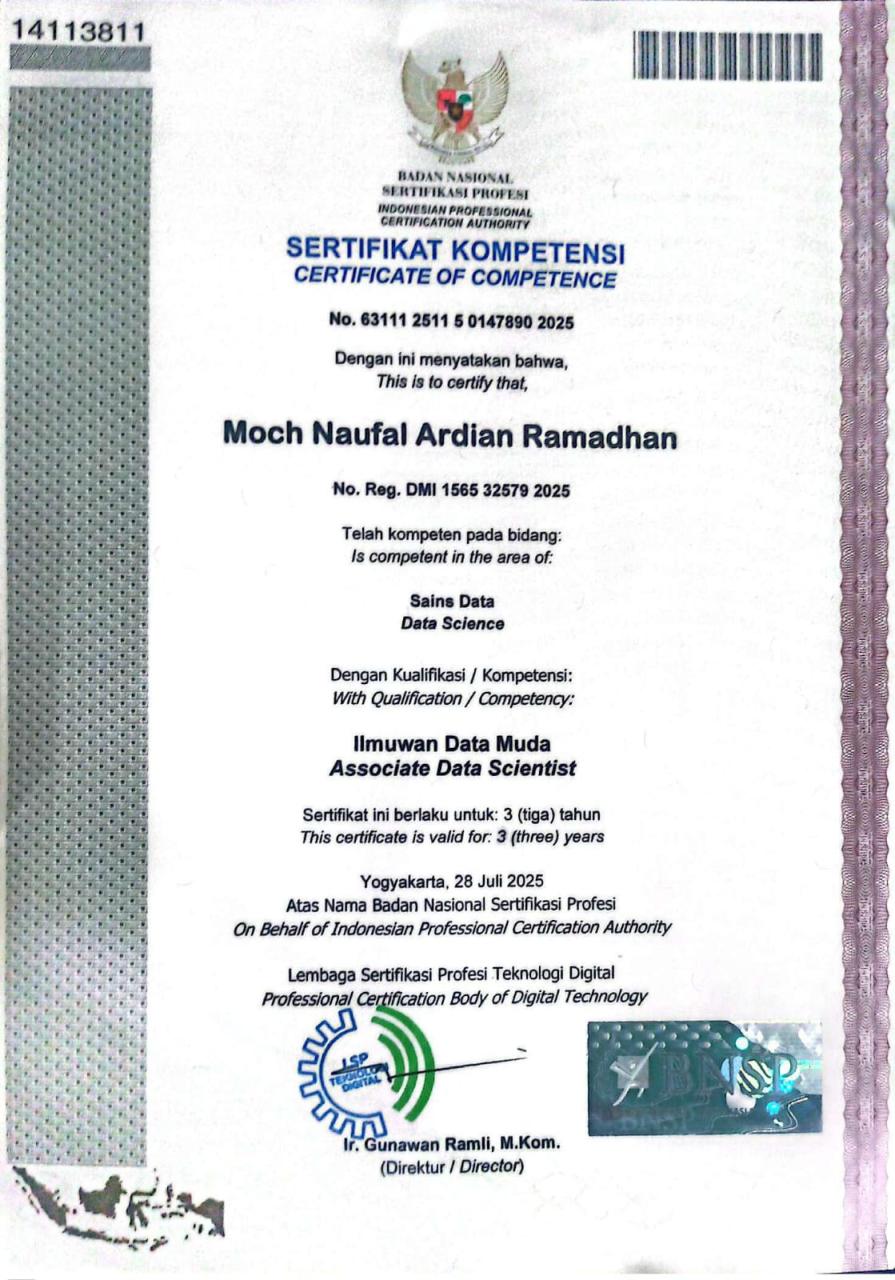 14113811
BADAN NASIONAL
SERTIFIKASI PROFESI
INDONESIAN PROFESSIONAL
CERTIFICATION AUTHORITY
SERTIFIKAT KOMPETENSI
CERTIFICATE OF COMPETENCE
No. 63111 2511 5 0147890 2025
Dengan ini menyatakan bahwa,
This is to certify that,
Moch Naufal Ardian Ramadhan
No. Reg. DMI 1565 32579 2025
Telah kompeten pada bidang:
Is competent in the area of:
Sains Data
Data Science
Dengan Kualifikasi / Kompetensi:
With Qualification / Competency:
Ilmuwan Data Muda
Associate Data Scientist
Sertifikat ini berlaku untuk: 3 (tiga) tahun
This certificate is valid for: 3 (three) years
Yogyakarta, 28 Juli 2025
Atas Nama Badan Nasional Sertifikasi Profesi
On Behalf of Indonesian Professional Certification Authority
Lembaga Sertifikasi Profesi Teknologi Digital
Professional Certification Body of Digital Technology
LSP
TEKNOLOGI
DIGITAL
BNSP
Ir. Gunawan Ramli, M.Kom.
(Direktur / Director)